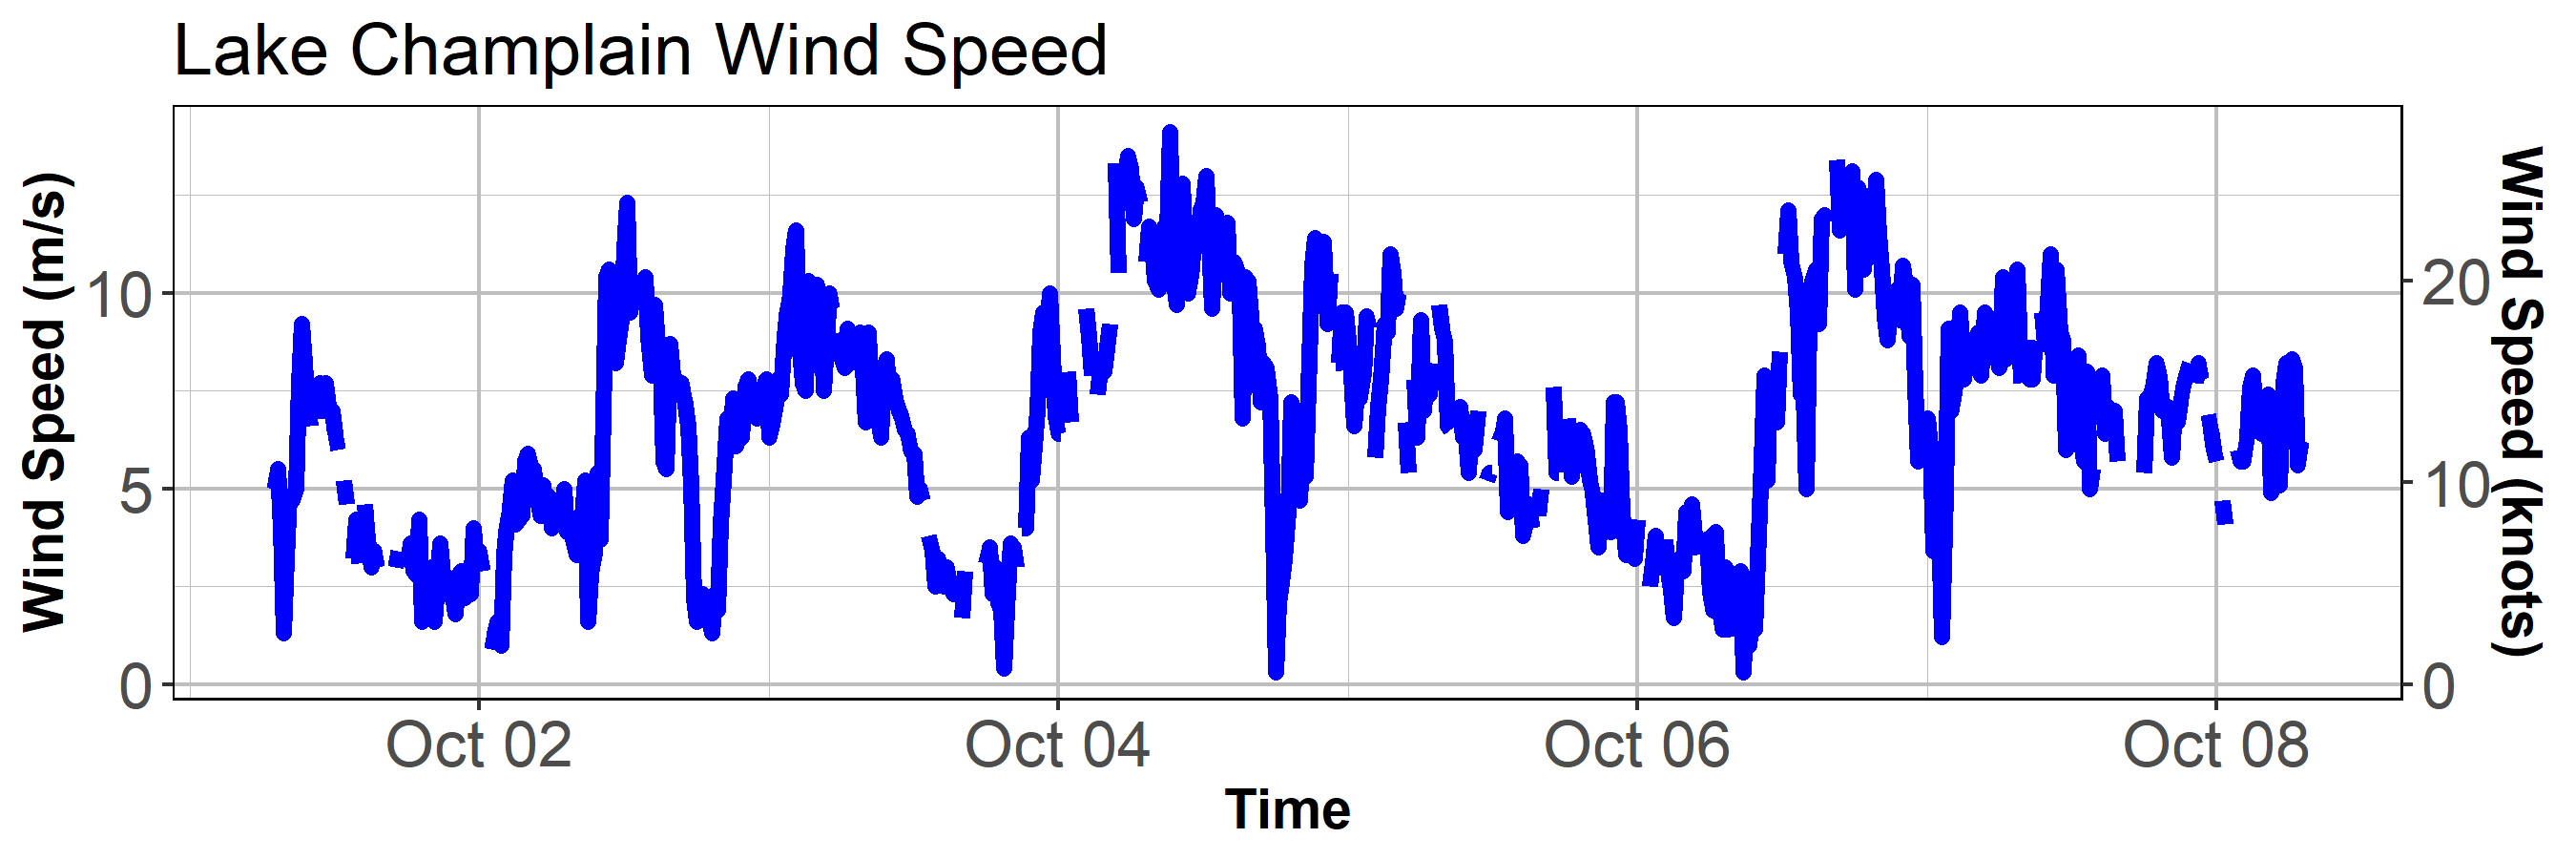 Lake Champlain Wind Speed
Wind Speed (m/s)
10
5
0
20
10
0
Wind Speed (knots)
Oct 02
Oct 04
Oct 06
Oct 08
Time